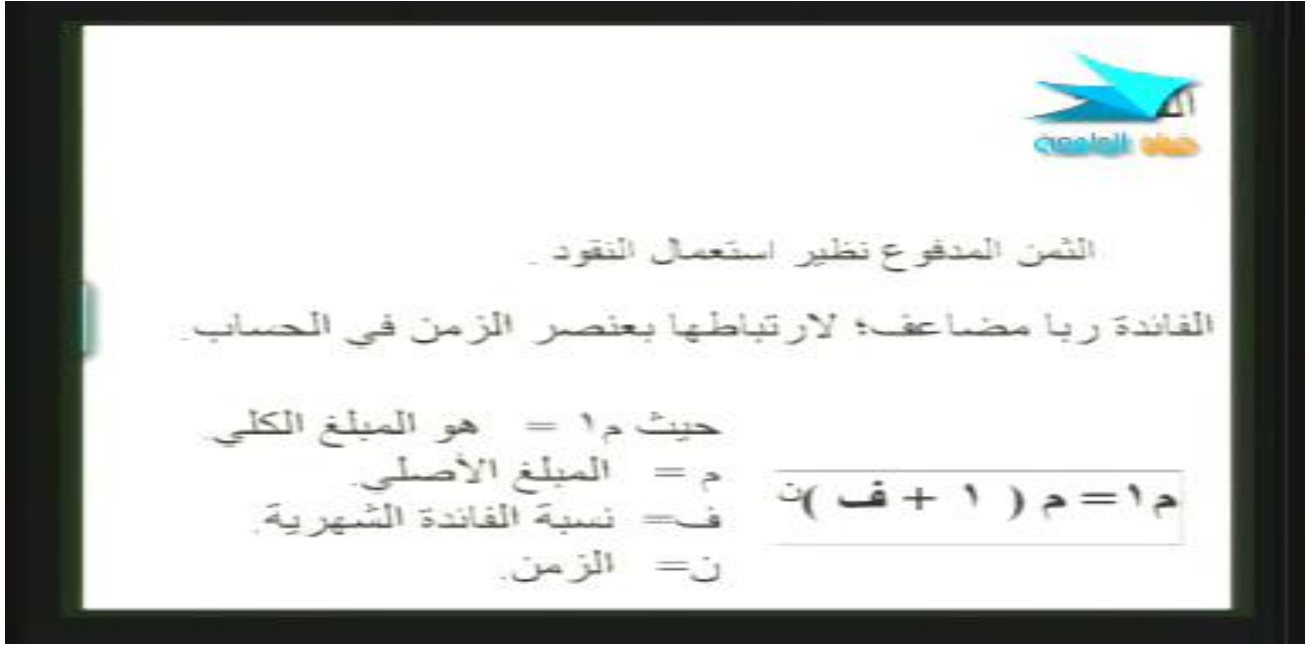 الثمن المدفوع نظير استعمال النقود .
الفائدة ربا مضاعف؛ لارتباطها بعنصر الزمن في الحساب.
حيث م١ = هو المبلغ الكلي.
م = المبلغ الأصلي.
م١ = م ( ١ + ف )ن
ف= نسبة الفائدة الشهرية.
ن= الزمن.